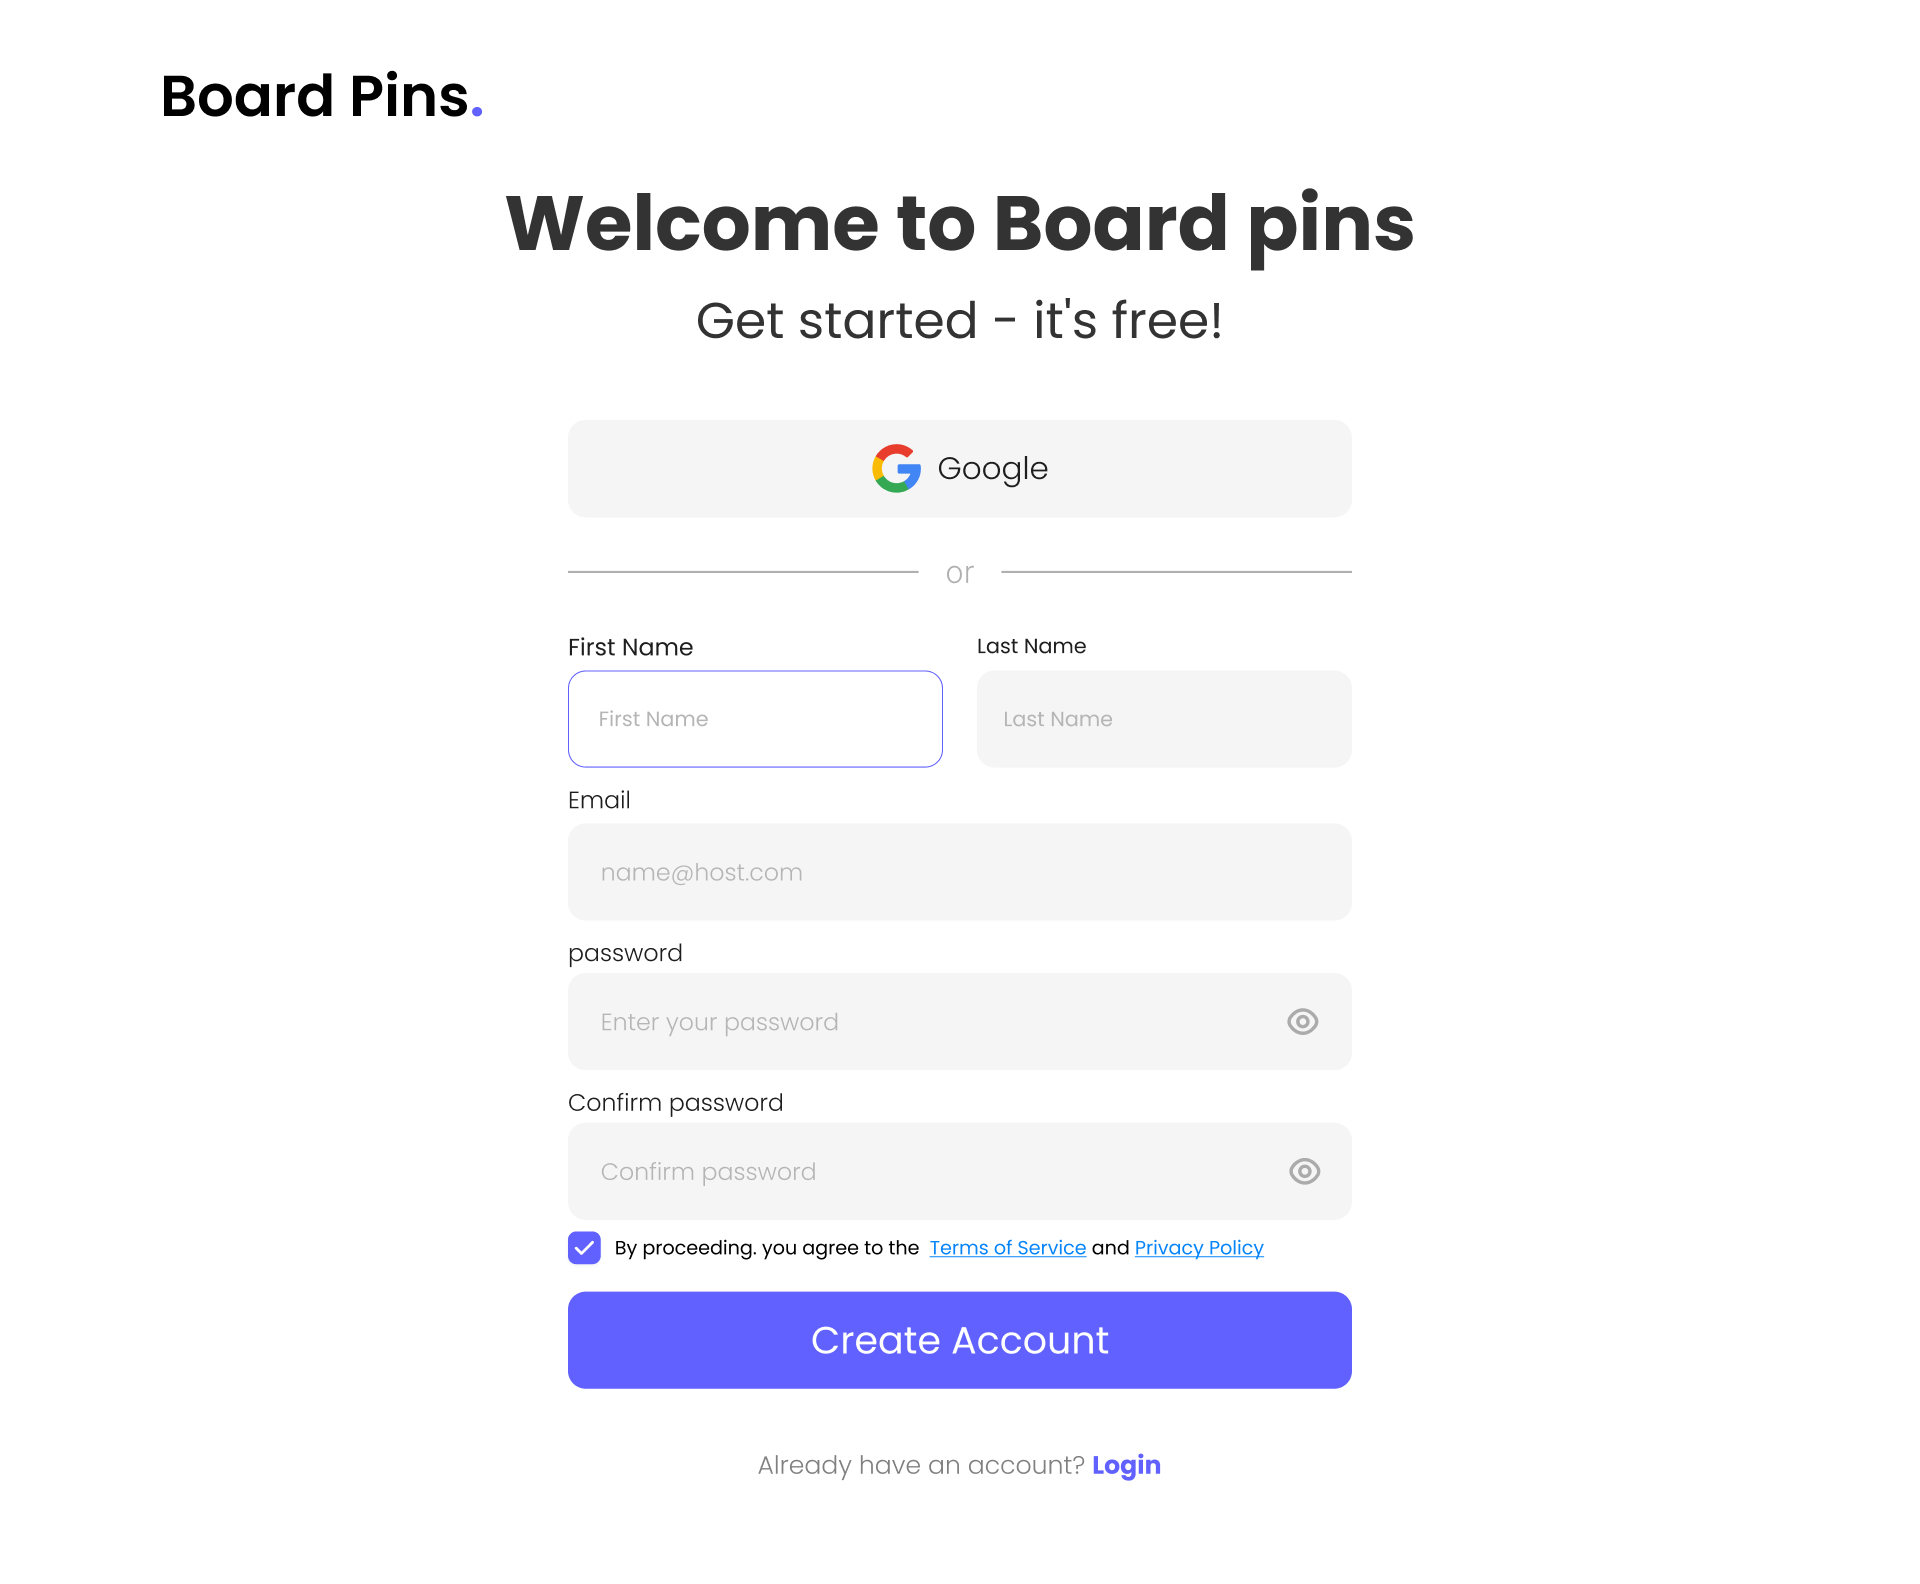 Board Pins.
Welcome to Board pins
Get started - it's free!
Google
or
First Name
Last Name
First Name
Last Name
Email
name@host.com
password
Enter your password
Confirm password
Confirm password
By proceeding. you agree to the Terms of Service and Privacy Policy
Create Account
Already have an account? Login